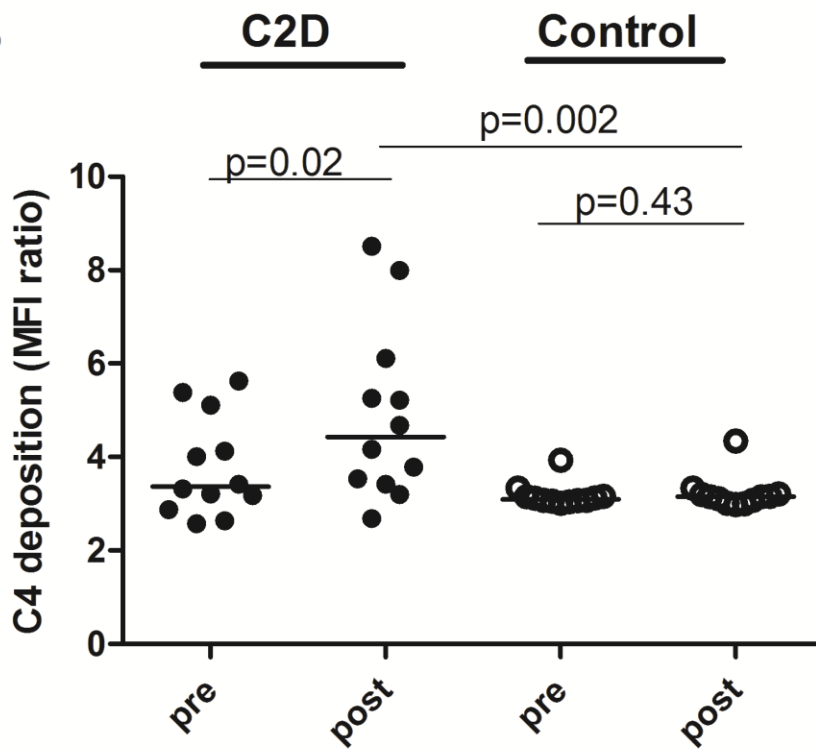 C2D Control
p=0.002
p=0.02
p=0.43
C4 deposition (MFI ratio)
10
8
6
4
2
0
pre post pre post